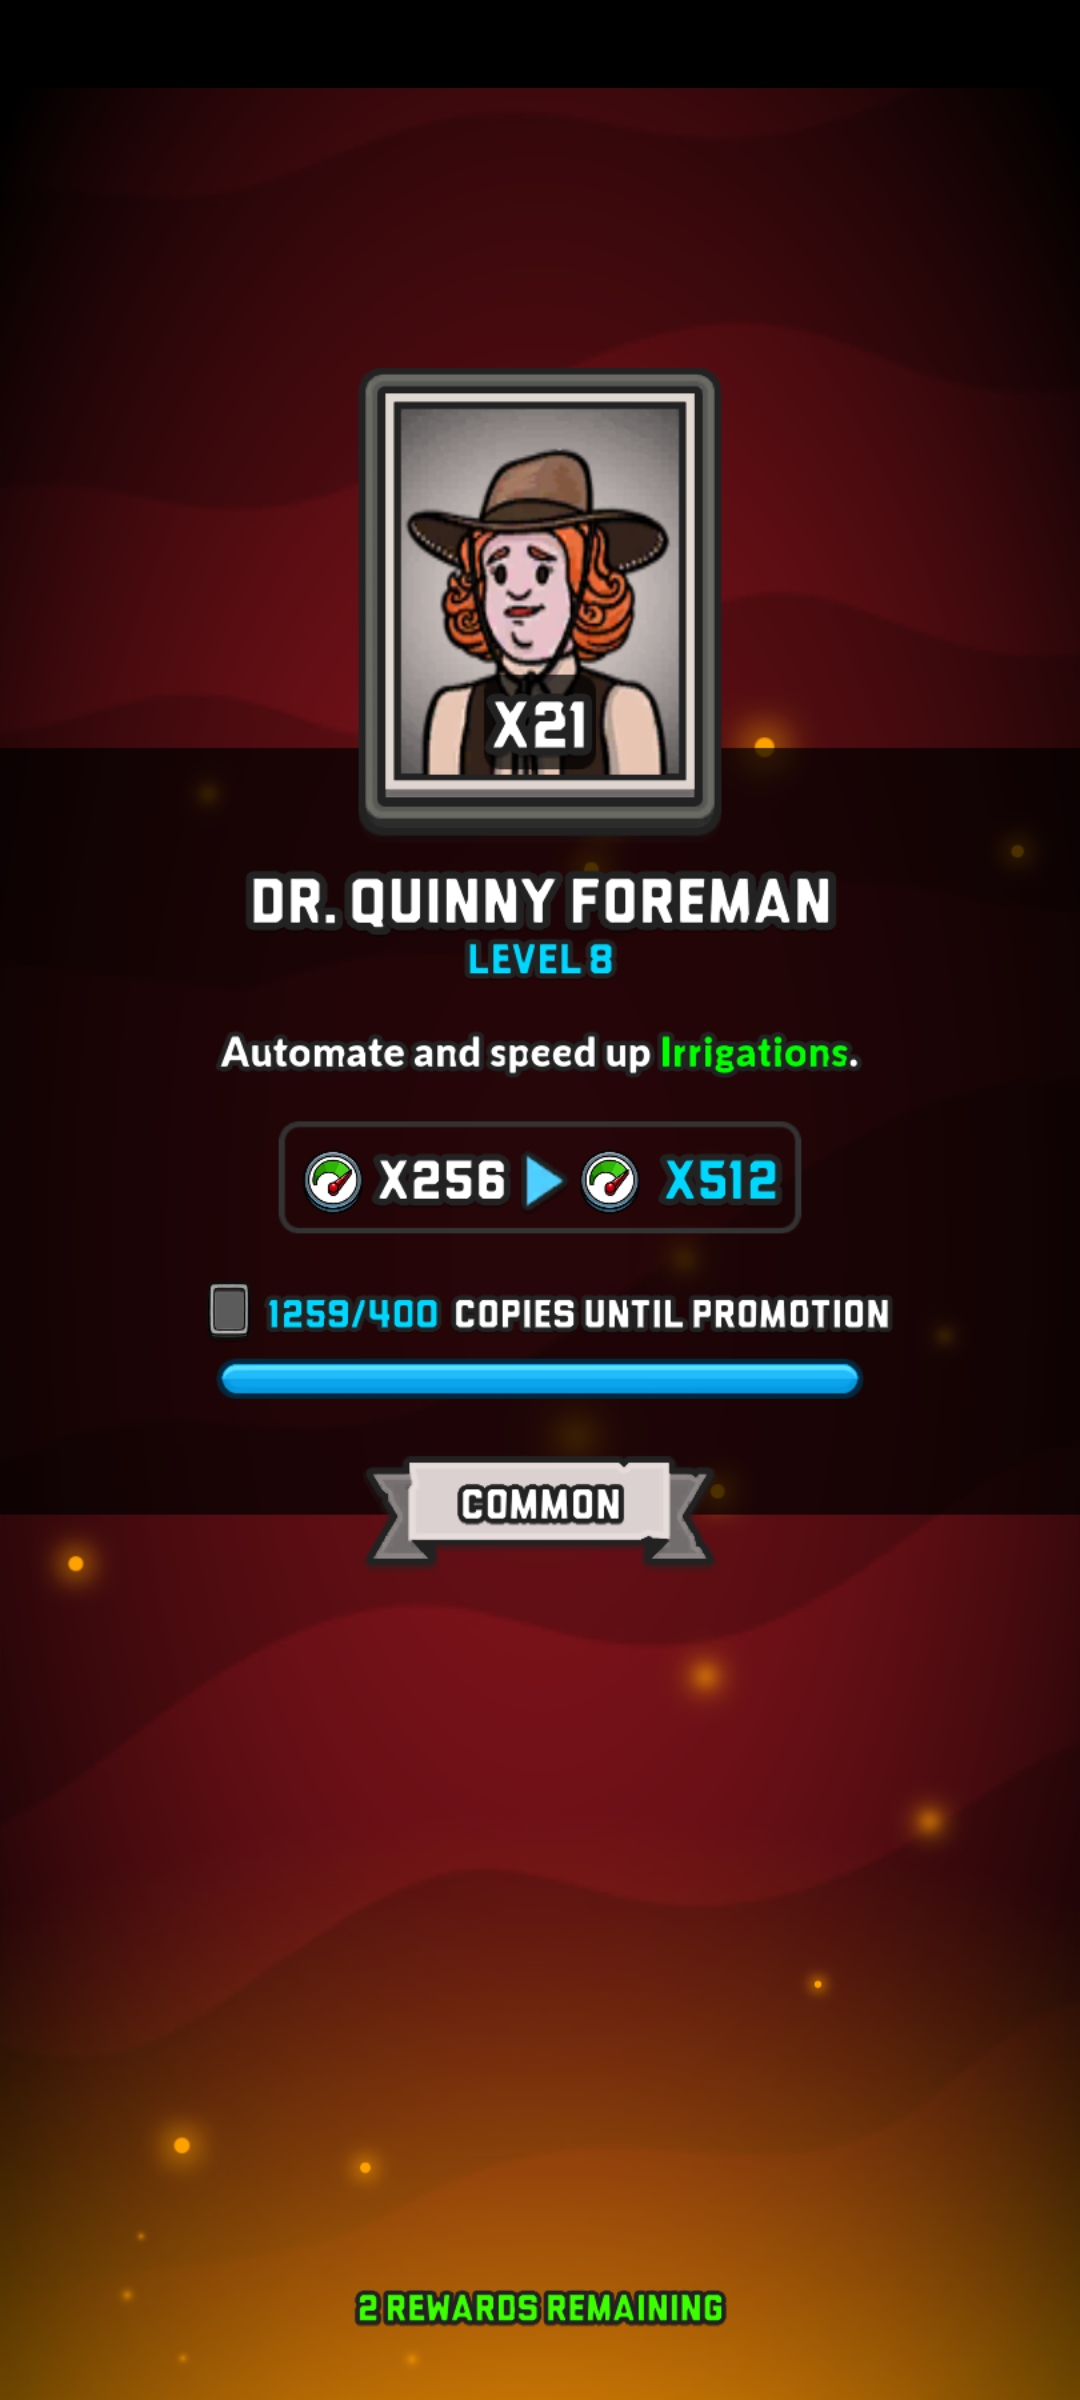 X21
DR. QUINNY FOREMAN
LEVEL 8
Automate and speed up Irrigations.
X256 X512
1259/400 COPIES UNTIL PROMOTION
COMMON
2 REWARDS REMAINING